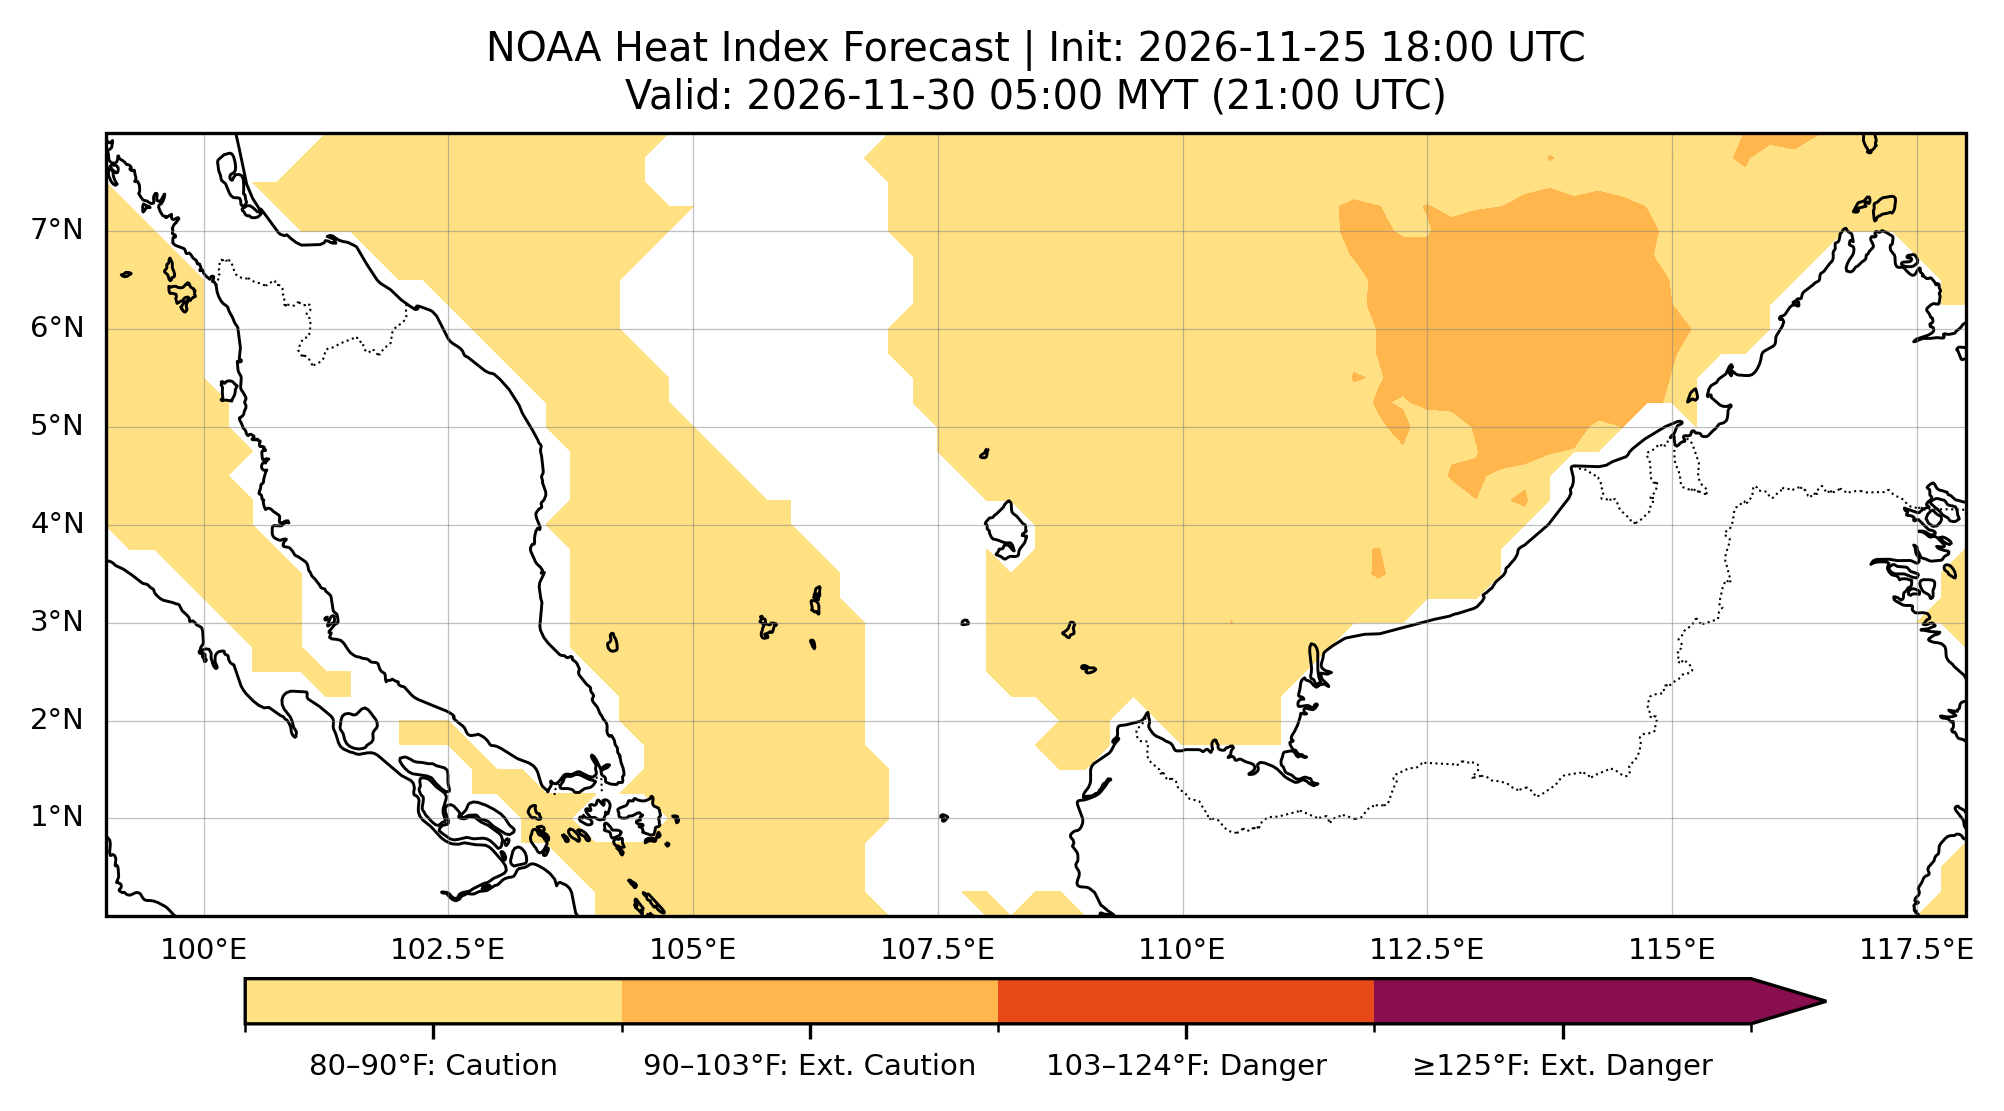 NOAA Heat Index Forecast | Init: 2026-11-25 18:00 UTC
Valid: 2026-11-30 05:00 MYT (21:00 UTC)
7°N
6°N
5°N
4°N
3°N
2°N
1°N
100°E 102.5°E 105°E 107.5°E 110°E 112.5°E 115°E 117.5°E
80–90°F: Caution 90–103°F: Ext. Caution 103–124°F: Danger ≥125°F: Ext. Danger